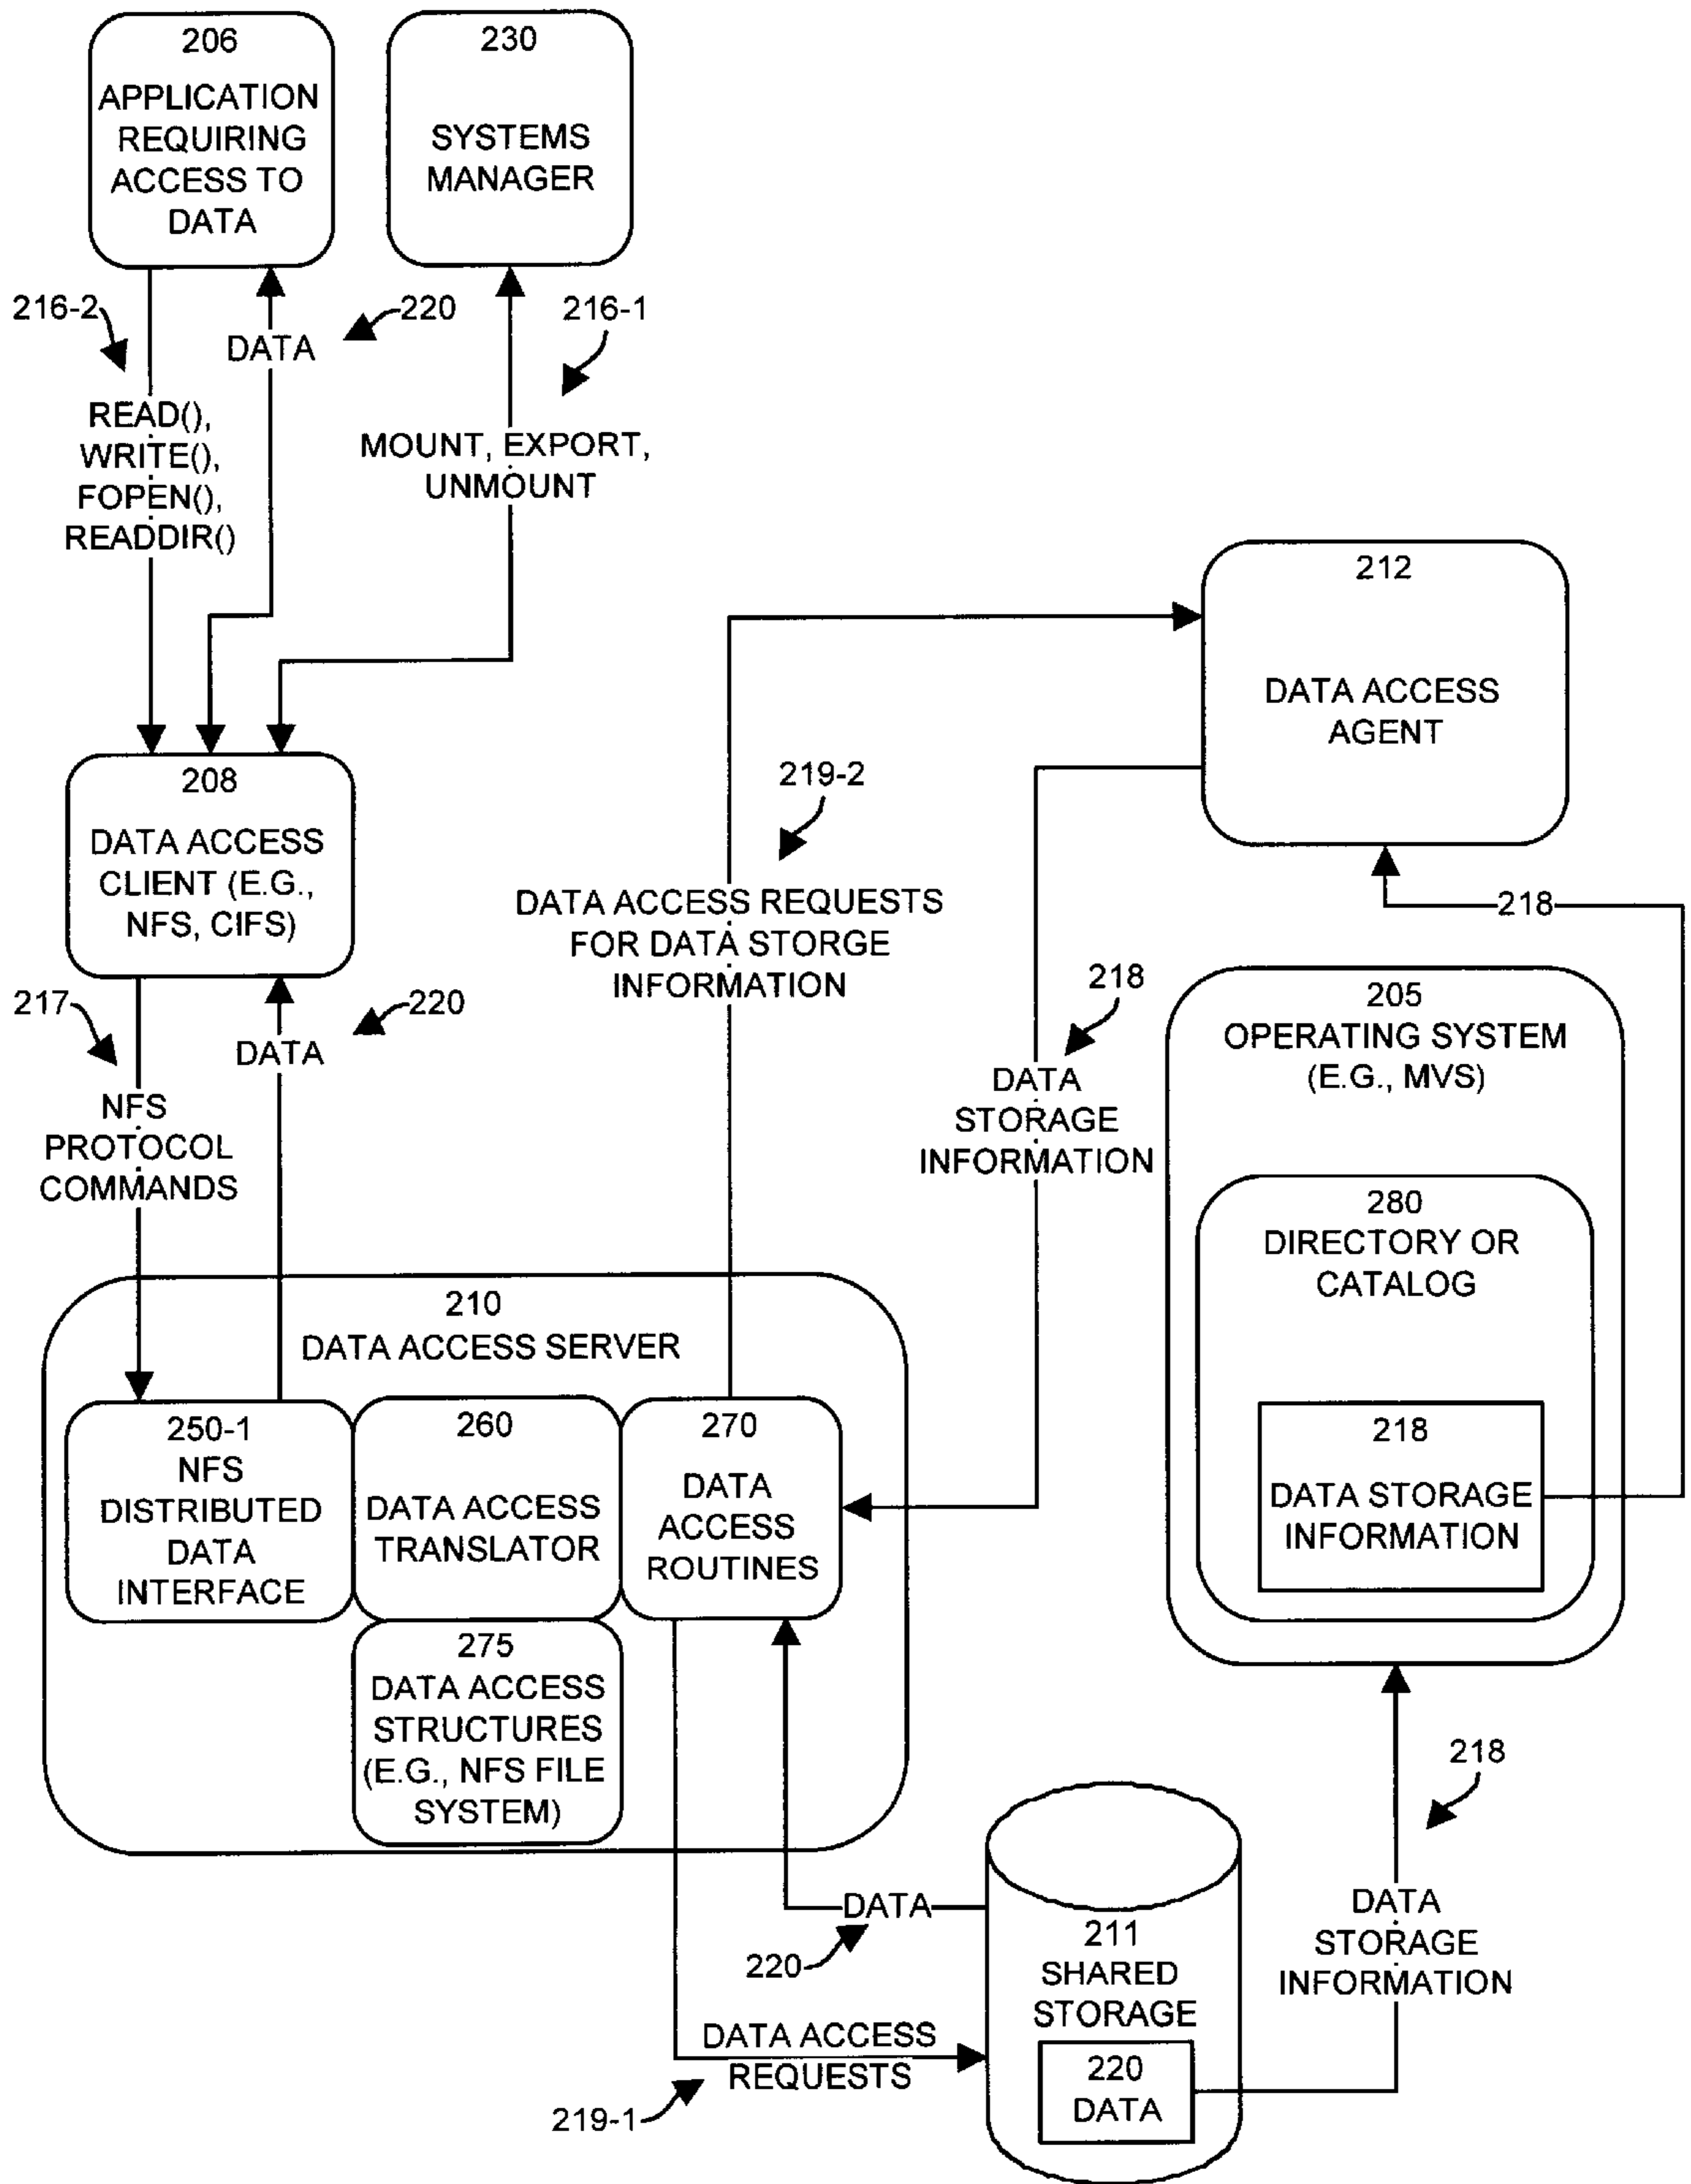 206
APPLICATION
REQUIRING
ACCESS TO
DATA
230
SYSTEMS
MANAGER
216-2
220
216-1
DATA
READ(),
WRITE(),
FOPEN(),
READDIR()
MOUNT, EXPORT,
UNMOUNT
212
DATA ACCESS
AGENT
208
DATA ACCESS
CLIENT (E.G.,
NFS, CIFS)
219-2
DATA ACCESS REQUESTS
FOR DATA STORGE
INFORMATION
218
217
220
DATA
NFS
PROTOCOL
COMMANDS
218
DATA
STORAGE
INFORMATION
205
OPERATING SYSTEM
(E.G., MVS)
280
DIRECTORY OR
CATALOG
218
DATA STORAGE
INFORMATION
210
DATA ACCESS SERVER
250-1
NFS
DISTRIBUTED
DATA
INTERFACE
260
DATA ACCESS
TRANSLATOR
270
DATA
ACCESS
ROUTINES
275
DATA ACCESS
STRUCTURES
(E.G., NFS FILE
SYSTEM)
218
DATA
STORAGE
INFORMATION
DATA
220
211
SHARED
STORAGE
220
DATA
DATA ACCESS
REQUESTS
219-1